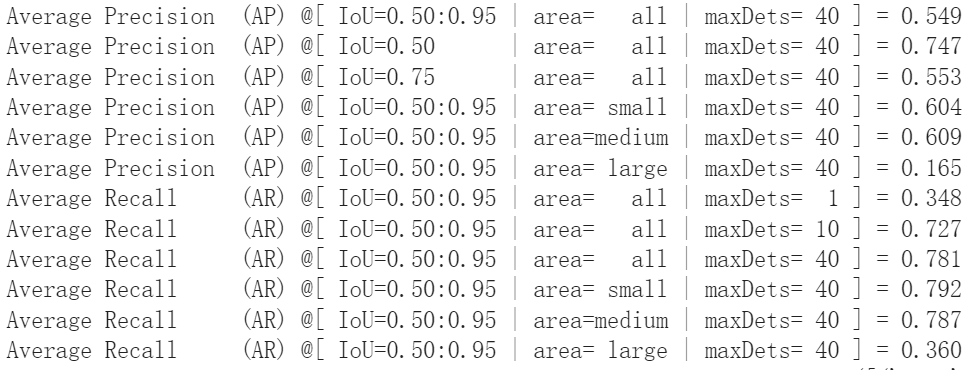 Average Precision  (AP) @[ IoU=0.50:0.95 | area=   all | maxDets= 40 ] = 0.549
Average Precision  (AP) @[ IoU=0.50      | area=   all | maxDets= 40 ] = 0.747
Average Precision  (AP) @[ IoU=0.75      | area=   all | maxDets= 40 ] = 0.553
Average Precision  (AP) @[ IoU=0.50:0.95 | area= small | maxDets= 40 ] = 0.604
Average Precision  (AP) @[ IoU=0.50:0.95 | area=medium | maxDets= 40 ] = 0.609
Average Precision  (AP) @[ IoU=0.50:0.95 | area= large | maxDets= 40 ] = 0.165
Average Recall     (AR) @[ IoU=0.50:0.95 | area=   all | maxDets=  1 ] = 0.348
Average Recall     (AR) @[ IoU=0.50:0.95 | area=   all | maxDets= 10 ] = 0.727
Average Recall     (AR) @[ IoU=0.50:0.95 | area=   all | maxDets= 40 ] = 0.781
Average Recall     (AR) @[ IoU=0.50:0.95 | area= small | maxDets= 40 ] = 0.792
Average Recall     (AR) @[ IoU=0.50:0.95 | area=medium | maxDets= 40 ] = 0.787
Average Recall     (AR) @[ IoU=0.50:0.95 | area= large | maxDets= 40 ] = 0.360